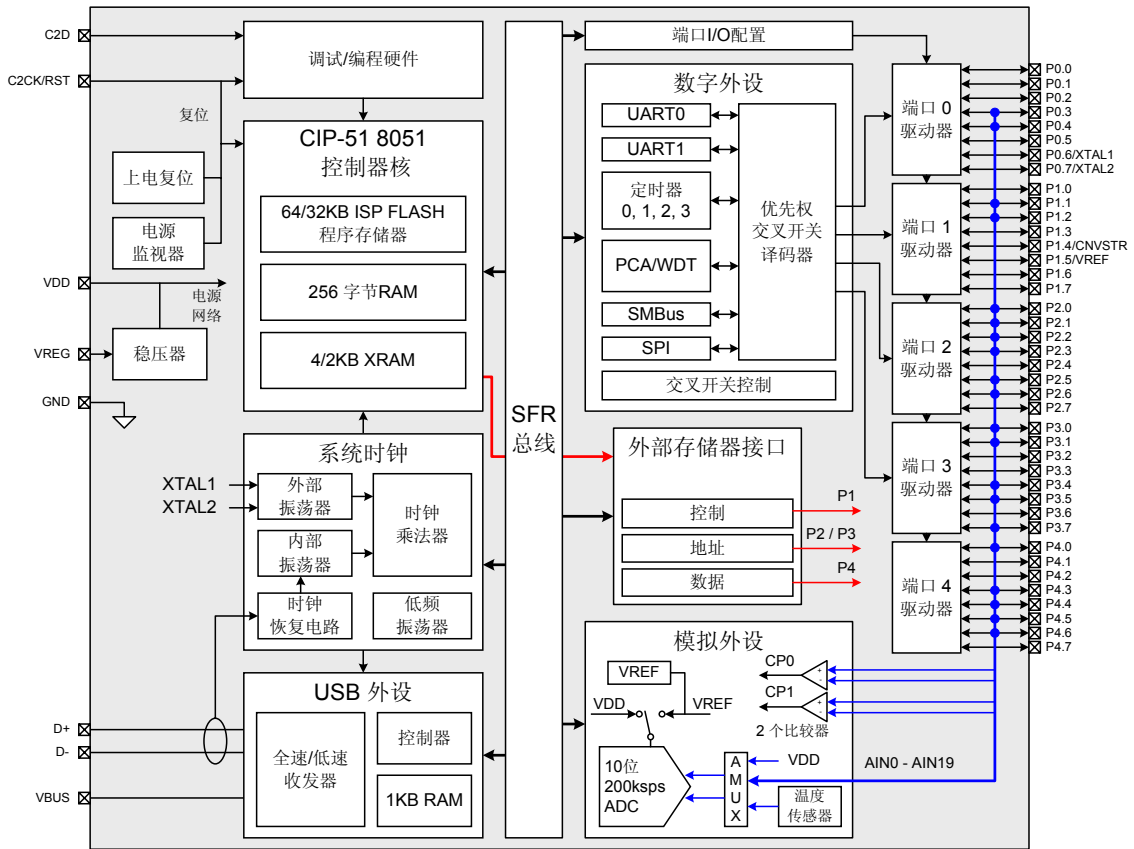 C2D
C2CK/RST
复位
上电复位
电源
监视器
VDD
电源
网络
VREG
稳压器
GND
调试/编程硬件
CIP-51 8051
控制器核
64/32KB ISP FLASH
程序存储器
256 字节RAM
4/2KB XRAM
系统时钟
XTAL1
XTAL2
外部
振荡器
内部
振荡器
时钟
乘法器
时钟
恢复电路
低频
振荡器
USB 外设
全速/低速
收发器
控制器
1KB RAM
D+
D-
VBUS
SFR
总线
端口I/O配置
数字外设
UART0
UART1
定时器
0, 1, 2, 3
PCA/WDT
SMBus
SPI
优先权
交叉开关
译码器
交叉开关控制
外部存储器接口
控制
地址
数据
P1
P2 / P3
P4
模拟外设
VREF
VDD
VREF
CP0
+
-
CP1
+
-
2 个比较器
10位
200ksps
ADC
A
M
U
X
VDD
温度
传感器
AIN0 - AIN19
端口 0
驱动器
端口 1
驱动器
端口 2
驱动器
端口 3
驱动器
端口 4
驱动器
P0.0
P0.1
P0.2
P0.3
P0.4
P0.5
P0.6/XTAL1
P0.7/XTAL2
P1.0
P1.1
P1.2
P1.3
P1.4/CNVSTR
P1.5/VREF
P1.6
P1.7
P2.0
P2.1
P2.2
P2.3
P2.4
P2.5
P2.6
P2.7
P3.0
P3.1
P3.2
P3.3
P3.4
P3.5
P3.6
P3.7
P4.0
P4.1
P4.2
P4.3
P4.4
P4.5
P4.6
P4.7